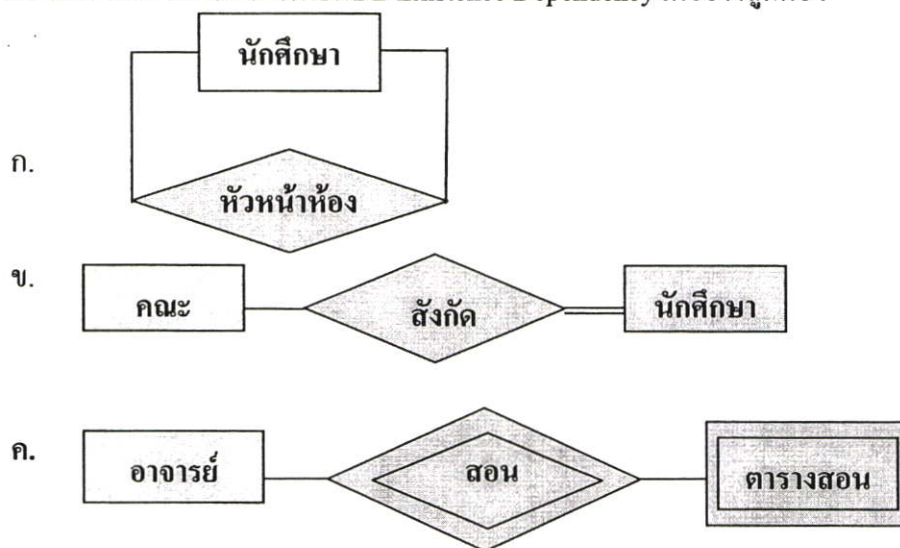 Existence Dependency
นักศึกษา
ก.
หัวหน้าห้อง
ข.
คณะ
สังกัด
นักศึกษา
ค.
อาจารย์
สอน
ตารางสอน